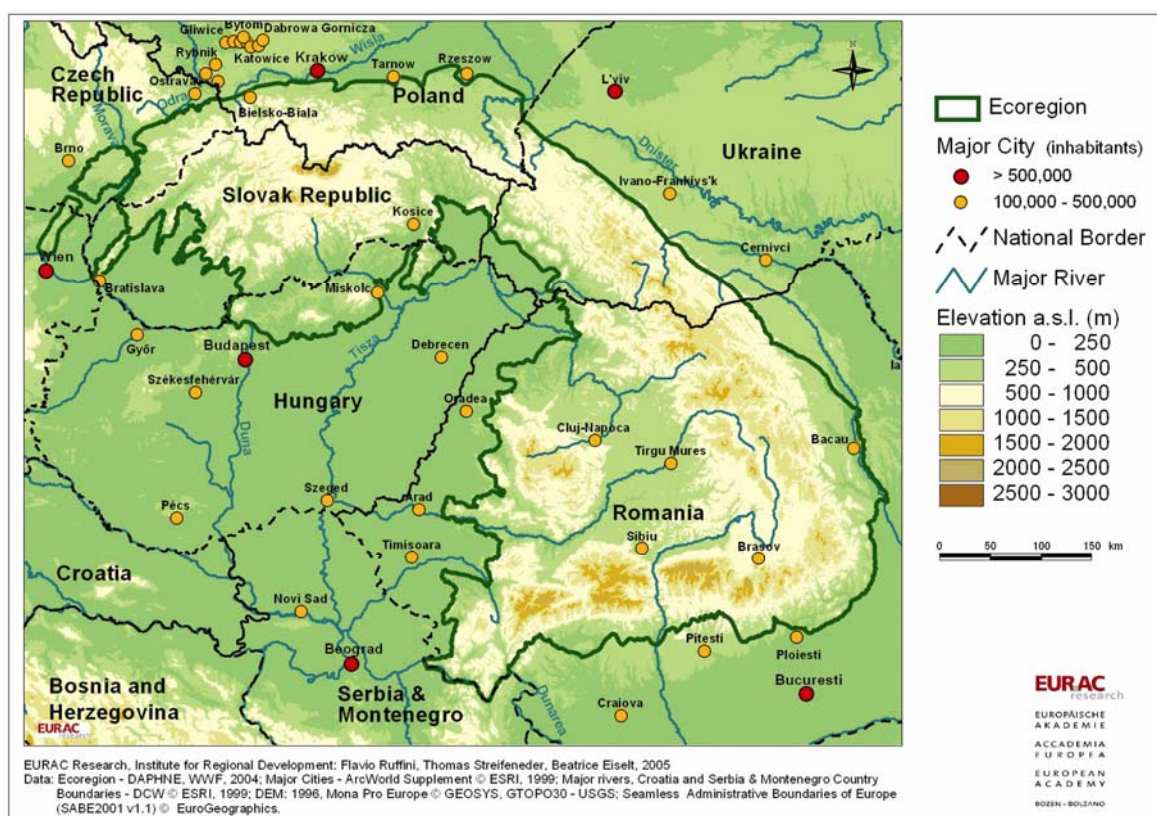 Bytom
Gliwice
Dabrowa Gornicza
Rybnik
Katowice
Krakow
Wisla
Tarnow
Rzeszow
L'viv
Czech
Republic
Ostrava
Odra
Bielsko-Biala
Poland
Morava
Brno
Dnister
Ukraine
Slovak Republic
Ivano-Frankivs'k
Kosice
Cernivci
Wien
Bratislava
Miskolc
Györ
Budapest
Tisza
Debrecen
Székesfehérvár
Hungary
Oradea
Duna
Cluj-Napoca
Tirgu Mures
Bacau
Pécs
Szeged
Arad
Romania
Timisoara
Sibiu
Brasov
Croatia
Novi Sad
Beograd
Pitesti
Ploiesti
Bosnia and
Herzegovina
Serbia &
Montenegro
Dunarea
Craiova
Bucuresti
EURAC
research
N
Ecoregion
Major City (inhabitants)
> 500,000
100,000 - 500,000
National Border
Major River
Elevation a.s.l. (m)
0 - 250
250 - 500
500 - 1000
1000 - 1500
1500 - 2000
2000 - 2500
2500 - 3000
0 50 100 150 km
EURAC
research
EUROPÄISCHE
AKADEMIE
ACCADEMIA
EUROPEA
EUROPEAN
ACADEMY
BOZEN - BOLZANO
EURAC Research, Institute for Regional Development: Flavio Ruffini, Thomas Streifeneder, Beatrice Eiselt, 2005
Data: Ecoregion - DAPHNE, WWF, 2004; Major Cities - ArcWorld Supplement © ESRI, 1999; Major rivers, Croatia and Serbia & Montenegro Country
Boundaries - DCW © ESRI, 1999; DEM: 1996, Mona Pro Europe © GEOSYS, GTOPO30 - USGS; Seamless Administrative Boundaries of Europe
(SABE2001 v1.1) © EuroGeographics.